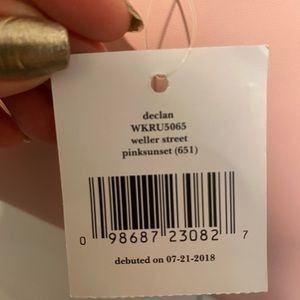 declan
WKRU5065
weller street
pinksunset (651)
0 98687 23082 7
debuted on 07-21-2018